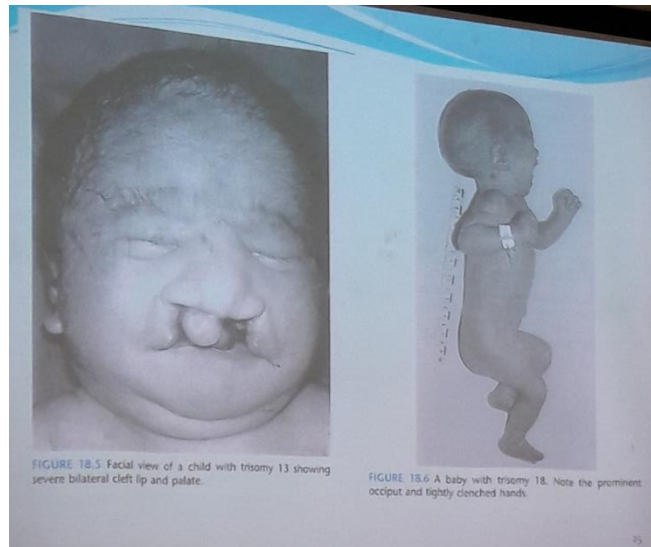 FIGURE 18.5 Facial view of a child with trisomy 13 showing
severe bilateral cleft lip and palate.
FIGURE 18.6 A baby with trisomy 18. Note the prominent
occiput and tightly clenched hands.
25